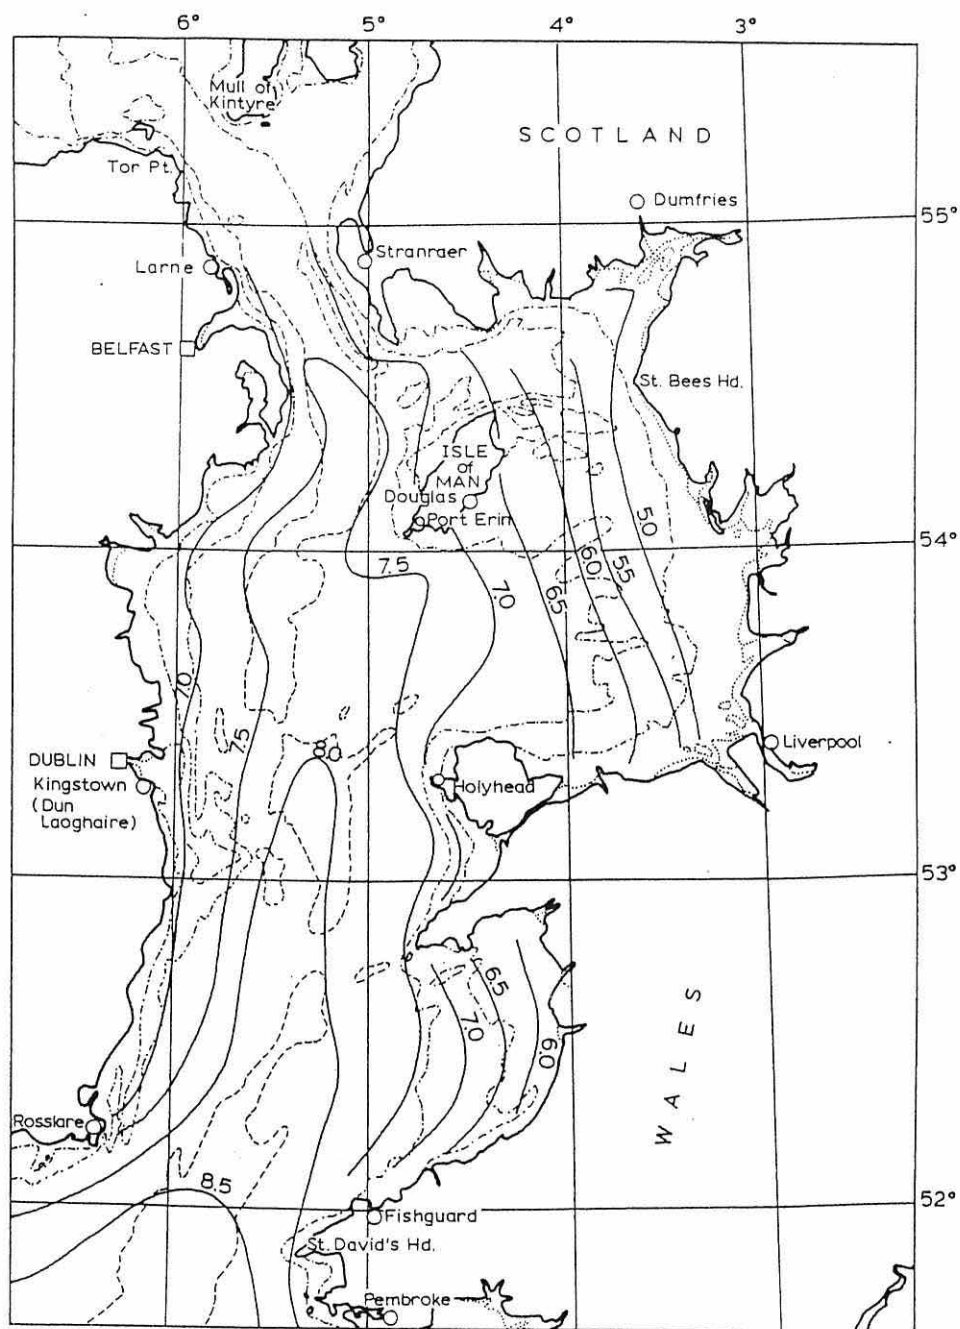 6° 5° 4° 3°
Mull of
Kintyre
SCOTLAND
Tor Pt.
Dumfries
55°
Stranraer
Larne
BELFAST
St. Bees Hd.
ISLE
of
MAN
Douglas
Port Erin
5.0
54°
7.5
7.0
6.5
6.0
5.5
7.0
7.5
8.0
DUBLIN
Kingstown
(Dun
Laoghaire)
Holyhead
Liverpool
53°
6.5
7.0
6.0
WALES
Rosslare
8.5
52°
Fishguard
St. David's Hd.
Pembroke